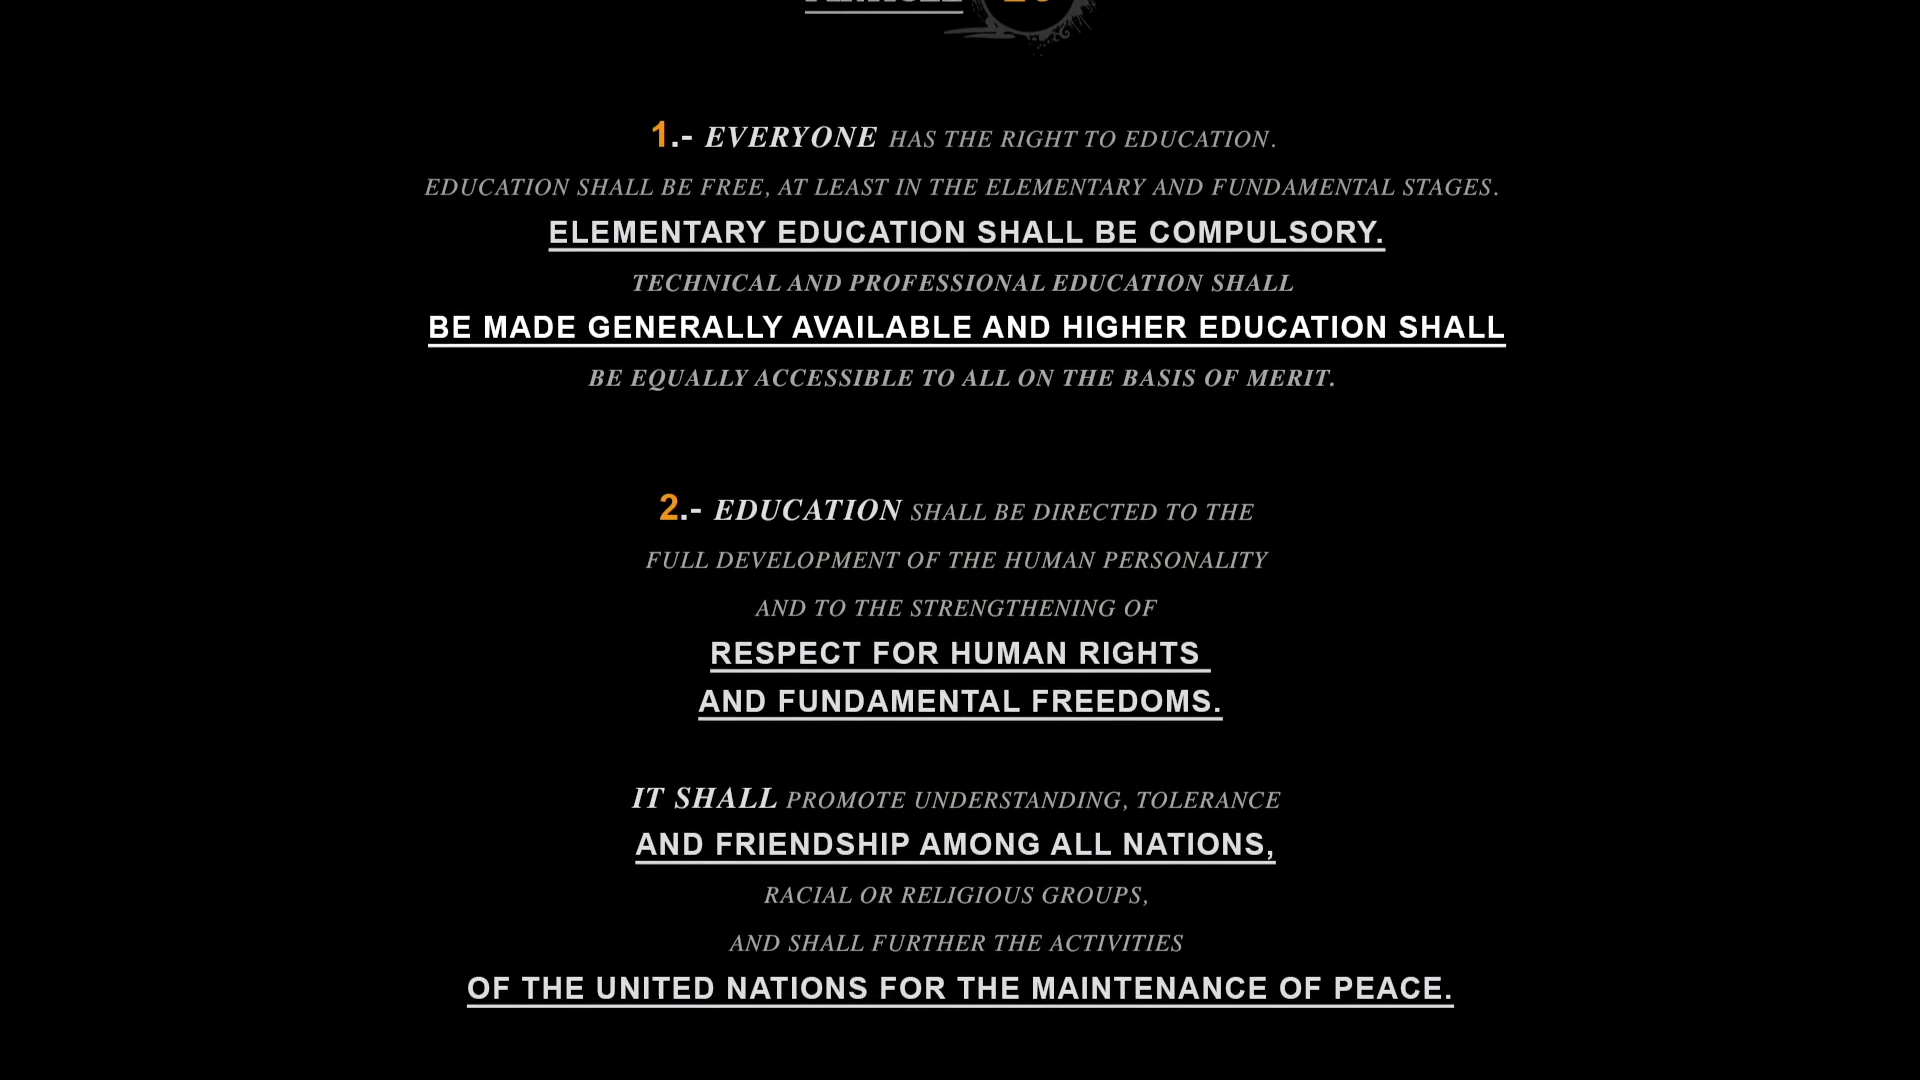 1.- EVERYONE HAS THE RIGHT TO EDUCATION.
EDUCATION SHALL BE FREE, AT LEAST IN THE ELEMENTARY AND FUNDAMENTAL STAGES.
ELEMENTARY EDUCATION SHALL BE COMPULSORY.
TECHNICAL AND PROFESSIONAL EDUCATION SHALL
BE MADE GENERALLY AVAILABLE AND HIGHER EDUCATION SHALL
BE EQUALLY ACCESSIBLE TO ALL ON THE BASIS OF MERIT.
2.- EDUCATION SHALL BE DIRECTED TO THE
FULL DEVELOPMENT OF THE HUMAN PERSONALITY
AND TO THE STRENGTHENING OF
RESPECT FOR HUMAN RIGHTS
AND FUNDAMENTAL FREEDOMS.
IT SHALL PROMOTE UNDERSTANDING, TOLERANCE
AND FRIENDSHIP AMONG ALL NATIONS,
RACIAL OR RELIGIOUS GROUPS,
AND SHALL FURTHER THE ACTIVITIES
OF THE UNITED NATIONS FOR THE MAINTENANCE OF PEACE.